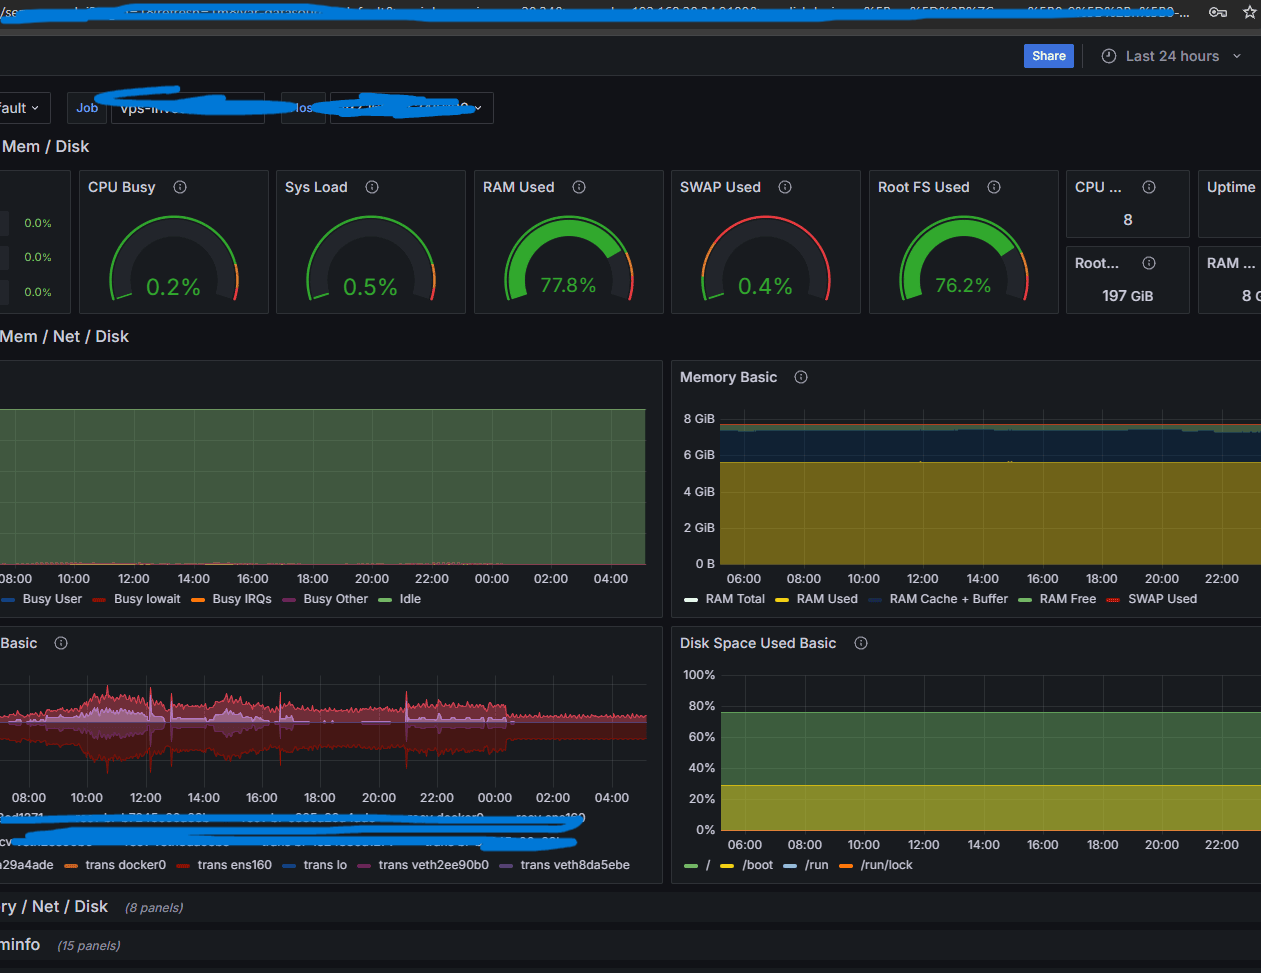 Share
Last 24 hours
fault
Job
Mem / Disk
CPU Busy
Sys Load
RAM Used
SWAP Used
Root FS Used
CPU ...
Uptime
0.0%
0.0%
0.0%
0.2%
0.5%
77.8%
0.4%
76.2%
8
Root...
RAM ...
197 GiB
8 G
Mem / Net / Disk
Memory Basic
8 GiB
6 GiB
4 GiB
2 GiB
0 B
08:00 10:00 12:00 14:00 16:00 18:00 20:00 22:00 00:00 02:00 04:00
06:00 08:00 10:00 12:00 14:00 16:00 18:00 20:00 22:00
Busy User Busy Iowait Busy IRQs Busy Other Idle
RAM Total RAM Used RAM Cache + Buffer RAM Free SWAP Used
Basic
Disk Space Used Basic
100%
80%
60%
40%
20%
0%
08:00 10:00 12:00 14:00 16:00 18:00 20:00 22:00 00:00 02:00 04:00
06:00 08:00 10:00 12:00 14:00 16:00 18:00 20:00 22:00
a29a4ade trans docker0 trans ens160 trans lo trans veth2ee90b0 trans veth8da5ebe
/ /boot /run /run/lock
ry / Net / Disk (8 panels)
minfo (15 panels)